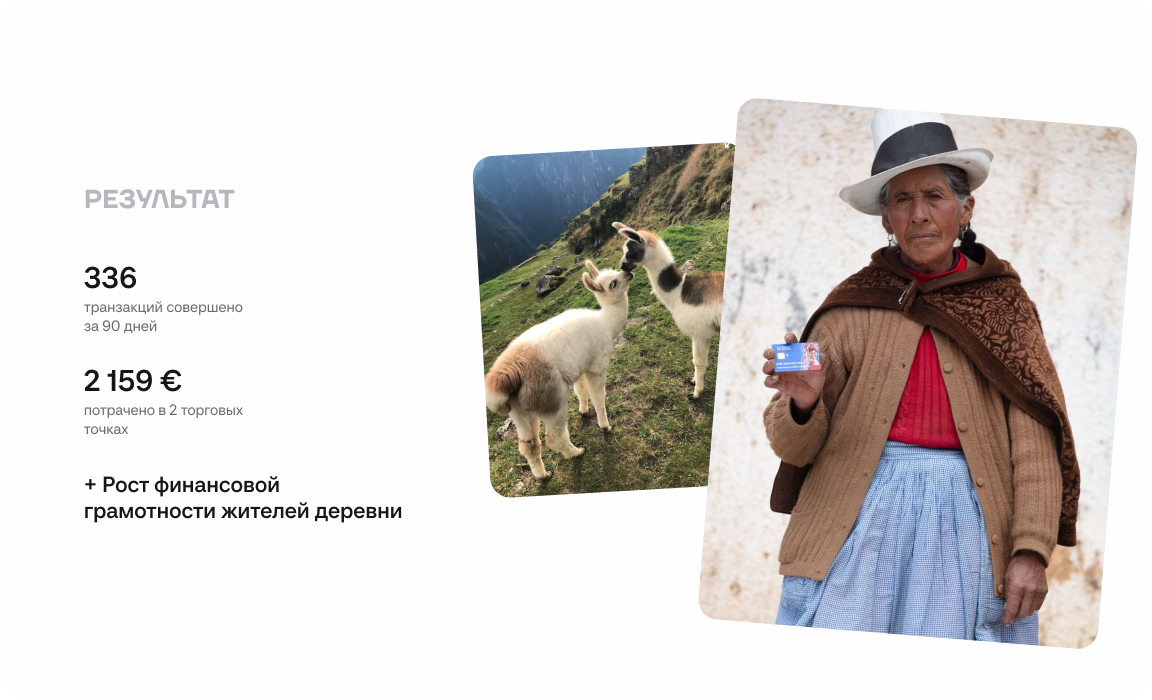 РЕЗУЛЬТАТ
336
транзакций совершено
за 90 дней
2 159 €
потрачено в 2 торговых
точках
+ Рост финансовой
грамотности жителей деревни